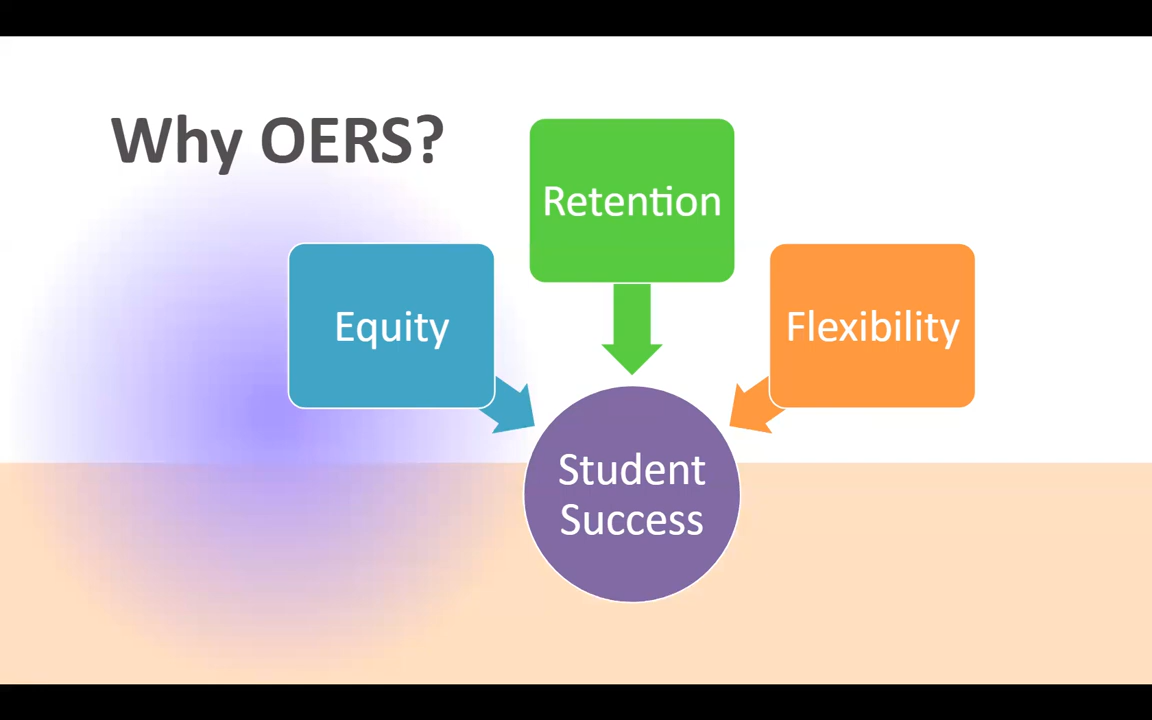 Why OERS?
Retention
Equity
Flexibility
Student
Success